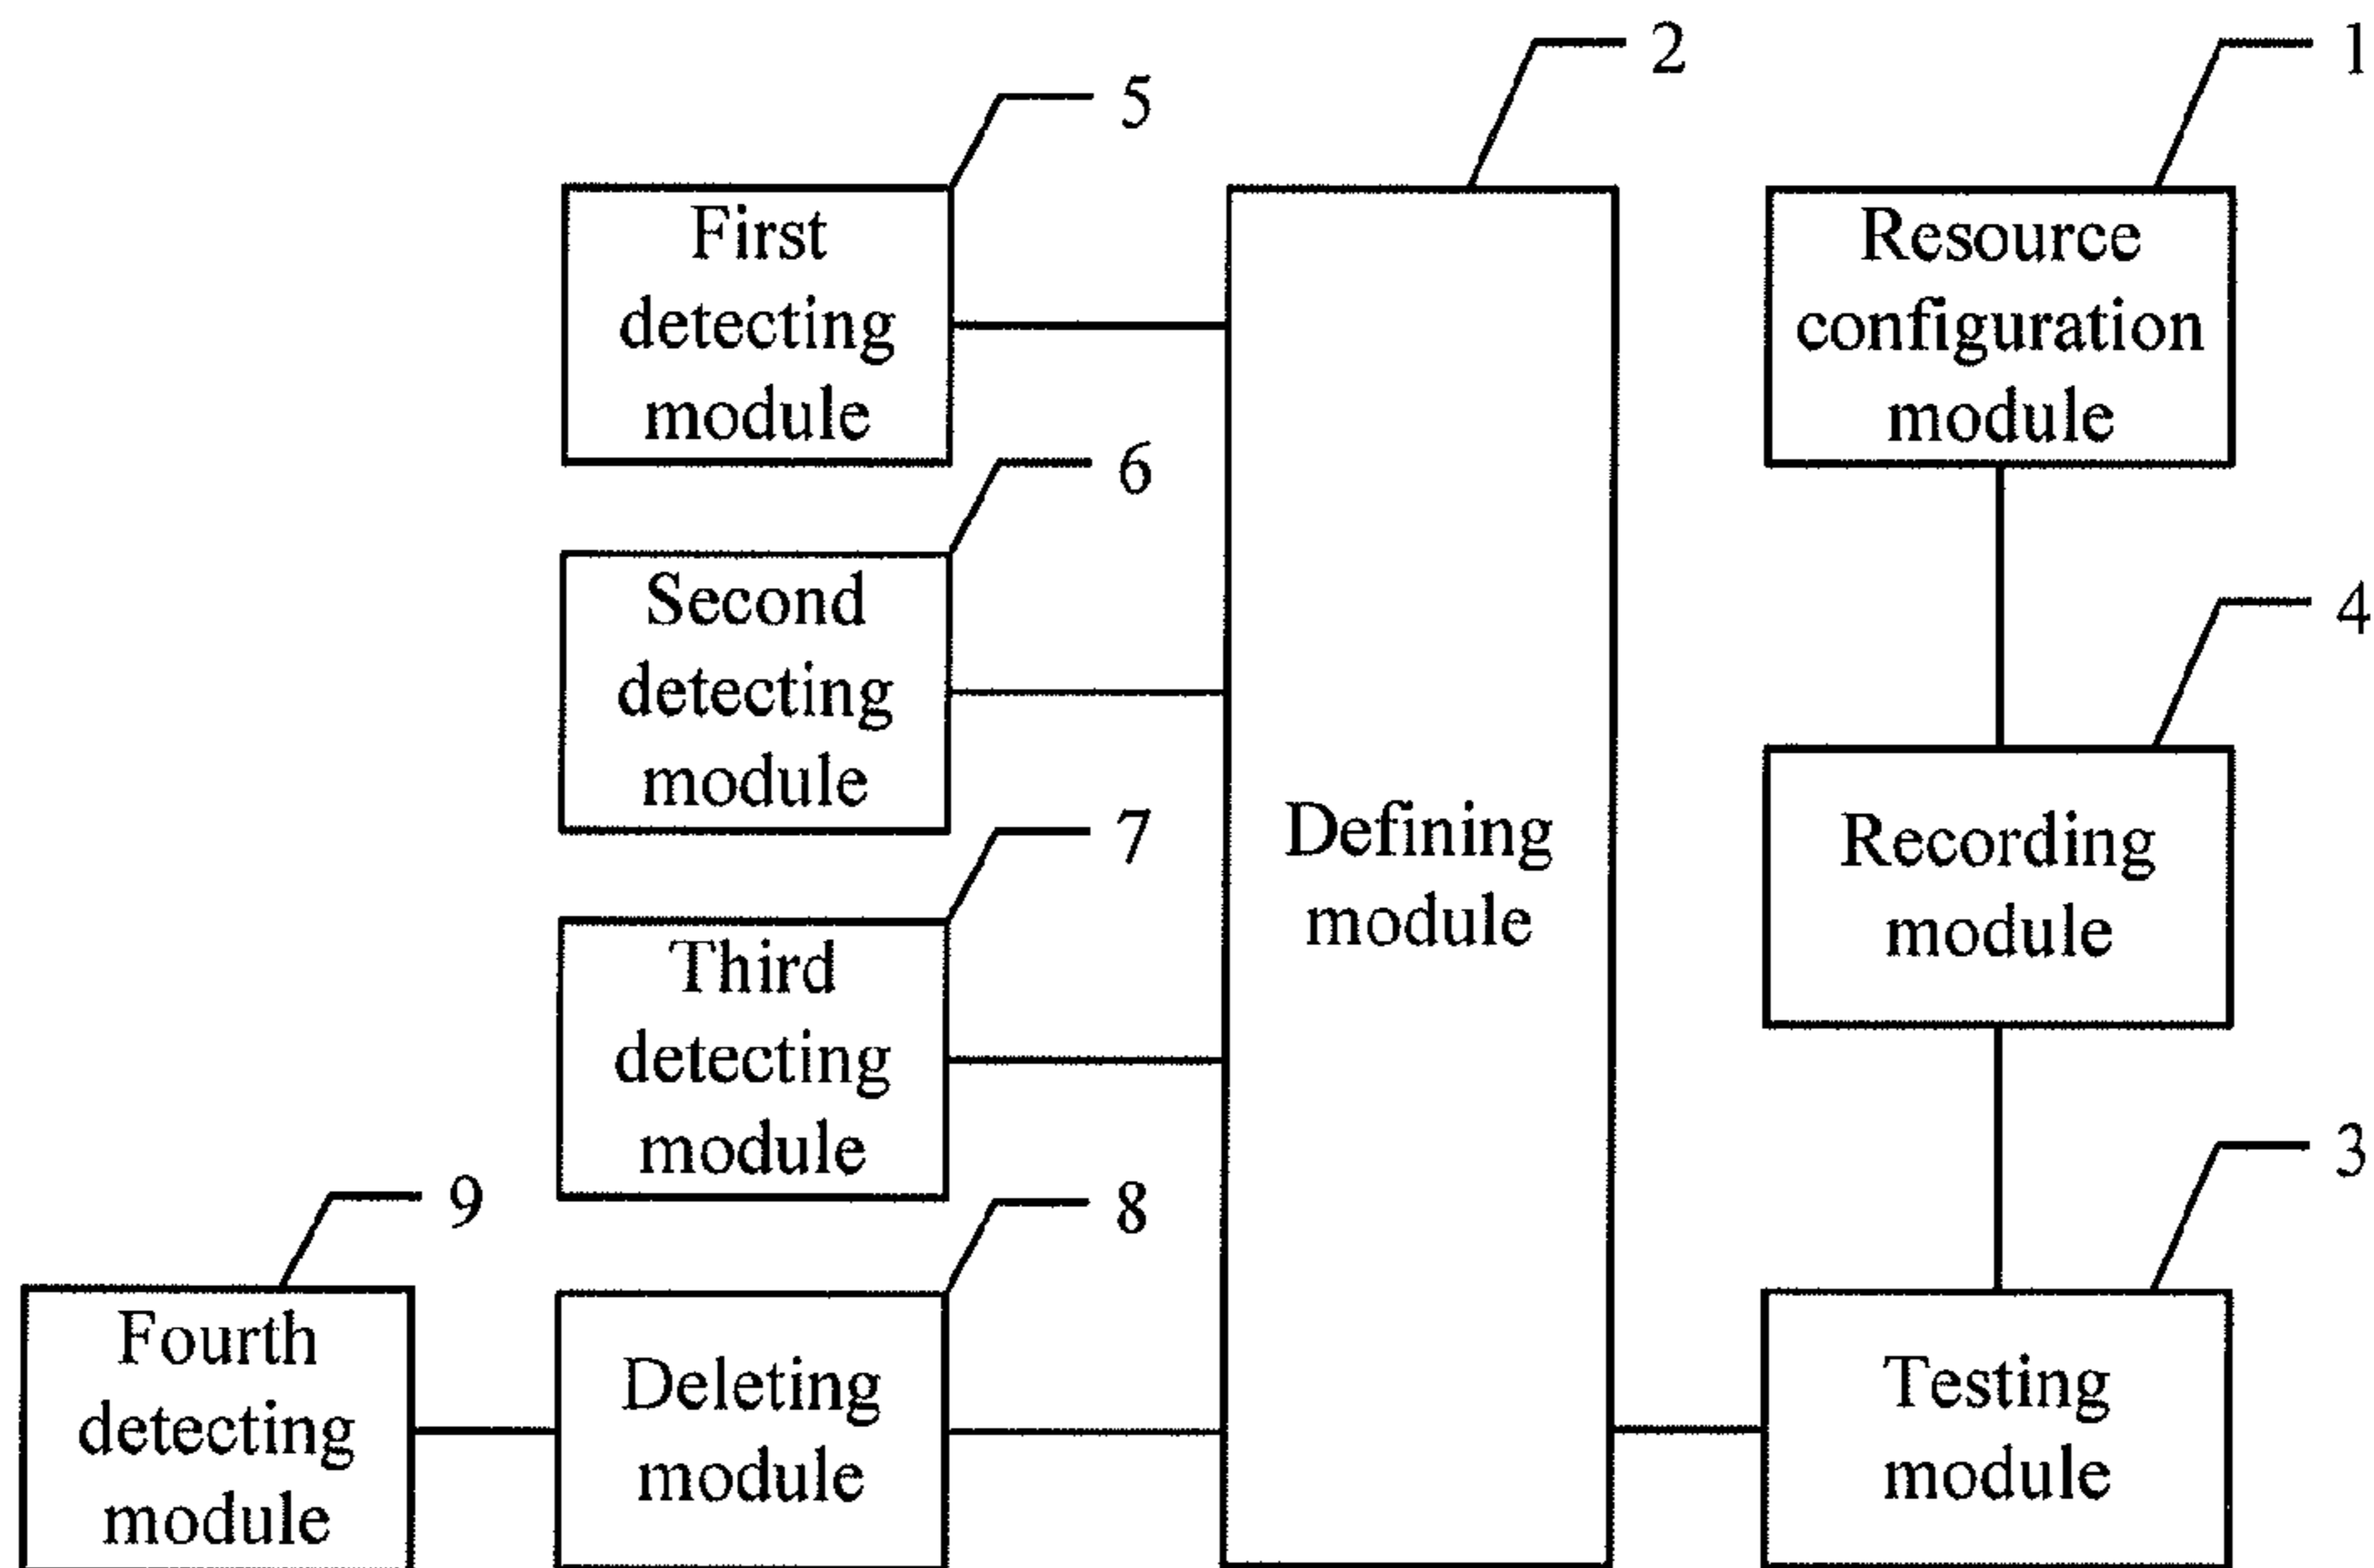 2
1
5
First
detecting
module
Resource
configuration
module
6
Second
detecting
module
4
7
Defining
module
Recording
module
Third
detecting
module
3
9
8
Fourth
detecting
module
Deleting
module
Testing
module